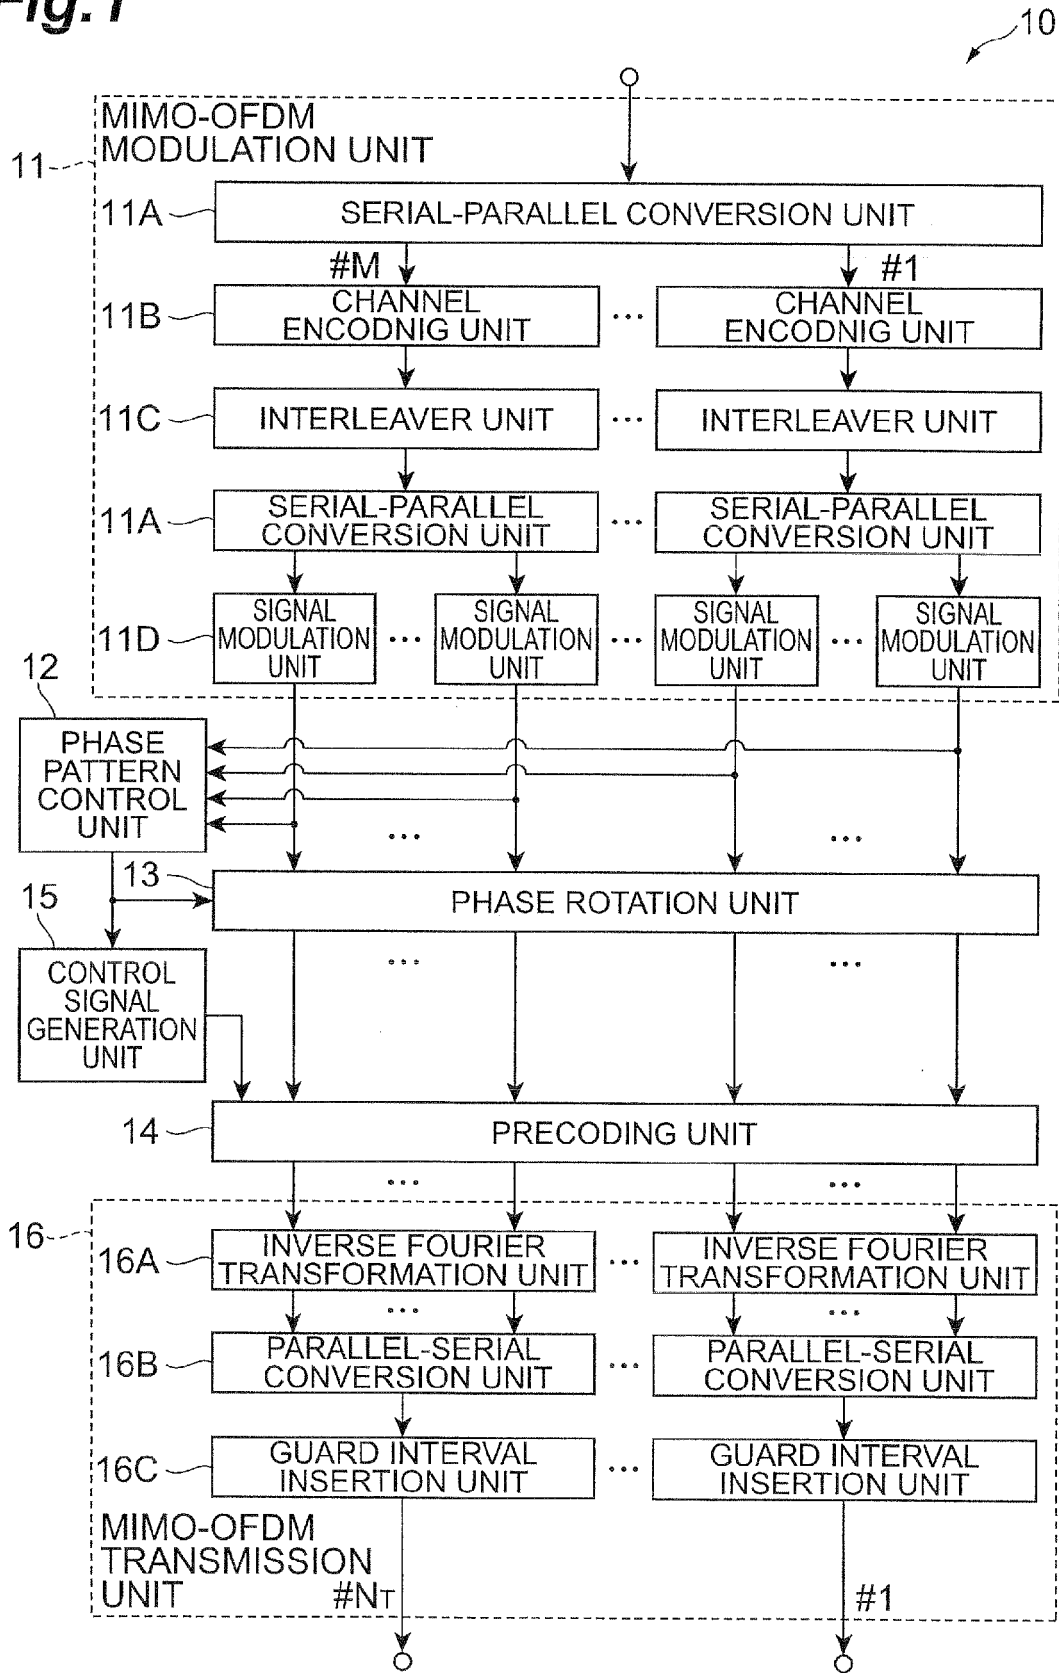 Fig.1
10
MIMO-OFDM
MODULATION UNIT
11
11A
SERIAL-PARALLEL CONVERSION UNIT
#M
#1
11B
CHANNEL
ENCODNIG UNIT
...
CHANNEL
ENCODNIG UNIT
11C
INTERLEAVER UNIT
...
INTERLEAVER UNIT
11A
SERIAL-PARALLEL
CONVERSION UNIT
...
SERIAL-PARALLEL
CONVERSION UNIT
11D
SIGNAL
MODULATION
UNIT
...
SIGNAL
MODULATION
UNIT
...
SIGNAL
MODULATION
UNIT
...
SIGNAL
MODULATION
UNIT
12
PHASE
PATTERN
CONTROL
UNIT
...
...
13
PHASE ROTATION UNIT
15
CONTROL
SIGNAL
GENERATION
UNIT
...
...
14
PRECODING UNIT
...
...
16
16A
INVERSE FOURIER
TRANSFORMATION UNIT
...
INVERSE FOURIER
TRANSFORMATION UNIT
...
...
16B
PARALLEL-SERIAL
CONVERSION UNIT
...
PARALLEL-SERIAL
CONVERSION UNIT
16C
GUARD INTERVAL
INSERTION UNIT
...
GUARD INTERVAL
INSERTION UNIT
MIMO-OFDM
TRANSMISSION
UNIT
#NT
#1